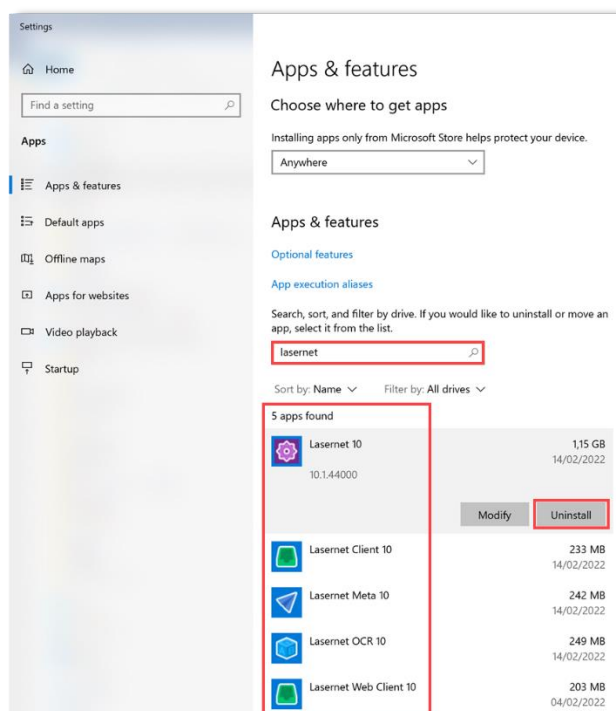 Settings
Home
Find a setting
Apps
Apps & features
Default apps
Offline maps
Apps for websites
Video playback
Startup
Apps & features
Choose where to get apps
Installing apps only from Microsoft Store helps protect your device.
Anywhere
Apps & features
Optional features
App execution aliases
Search, sort, and filter by drive. If you would like to uninstall or move an
app, select it from the list.
lasernet
Sort by: Name Filter by: All drives
5 apps found
Lasernet 10 1,15 GB
14/02/2022
10.1.44000
Modify Uninstall
Lasernet Client 10 233 MB
14/02/2022
Lasernet Meta 10 242 MB
14/02/2022
Lasernet OCR 10 249 MB
14/02/2022
Lasernet Web Client 10 203 MB
04/02/2022